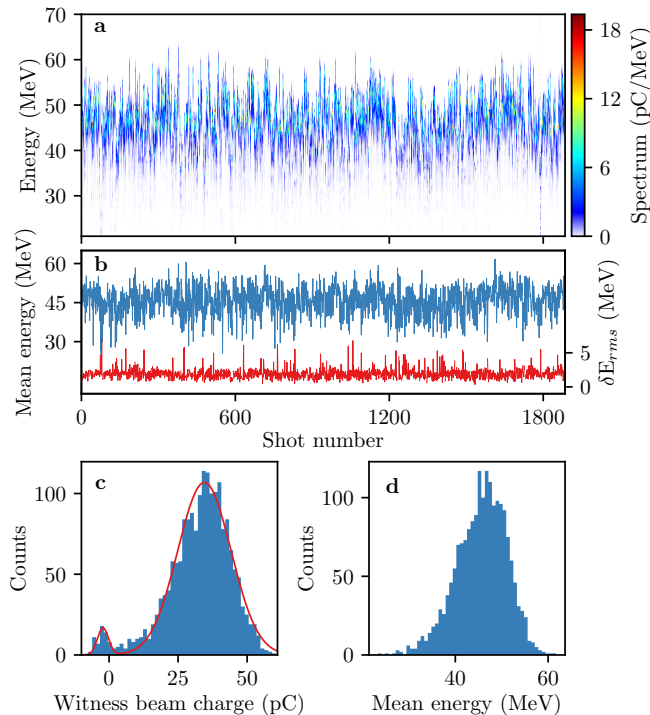 70
60
50
40
30
Energy (MeV)
a
18
12
6
0
Spectrum (pC/MeV)
60
45
30
Mean energy (MeV)
b
5
0
δE_rms (MeV)
0
600
1200
1800
Shot number
c
100
50
0
Counts
0
25
50
Witness beam charge (pC)
d
100
50
0
Counts
40
60
Mean energy (MeV)